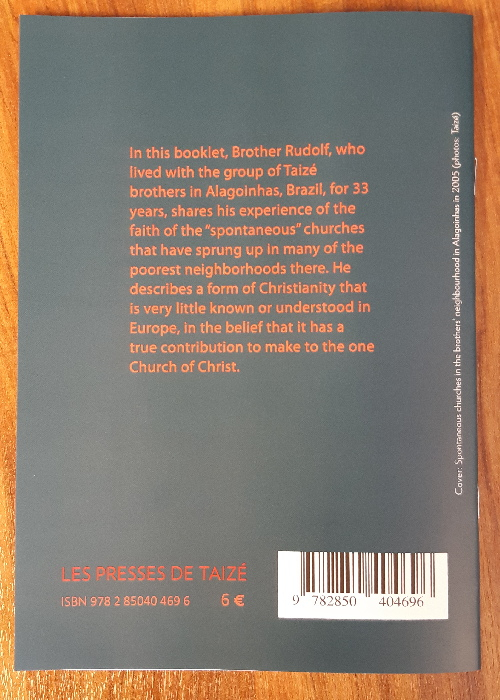 In this booklet, Brother Rudolf, who
lived with the group of Taizé
brothers in Alagoinhas, Brazil, for 33
years, shares his experience of the
faith of the "spontaneous" churches
that have sprung up in many of the
poorest neighborhoods there. He
describes a form of Christianity that
is very little known or understood in
Europe, in the belief that it has a
true contribution to make to the one
Church of Christ.
Cover: Spontaneous churches in the brothers' neighbourhood in Alagoinhas in 2005 (photos: Taizé)
LES PRESSES DE TAIZÉ
ISBN 978 2 85040 469 6 6 €
9 782850 404696